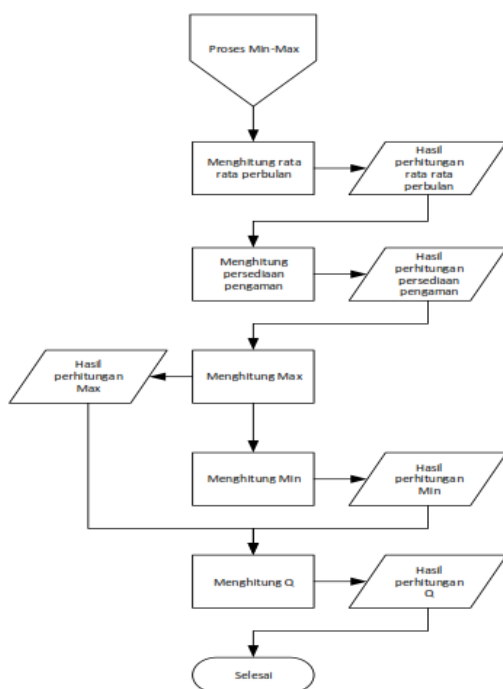 Proses Min-Max
Menghitung rata
rata perbulan
Hasil
perhitungan
rata rata
perbulan
Menghitung
persediaan
pengaman
Hasil
perhitungan
persediaan
pengaman
Hasil
perhitungan
Max
Menghitung Max
Menghitung Min
Hasil
perhitungan
Min
Menghitung Q
Hasil
perhitungan
Q
Selesai